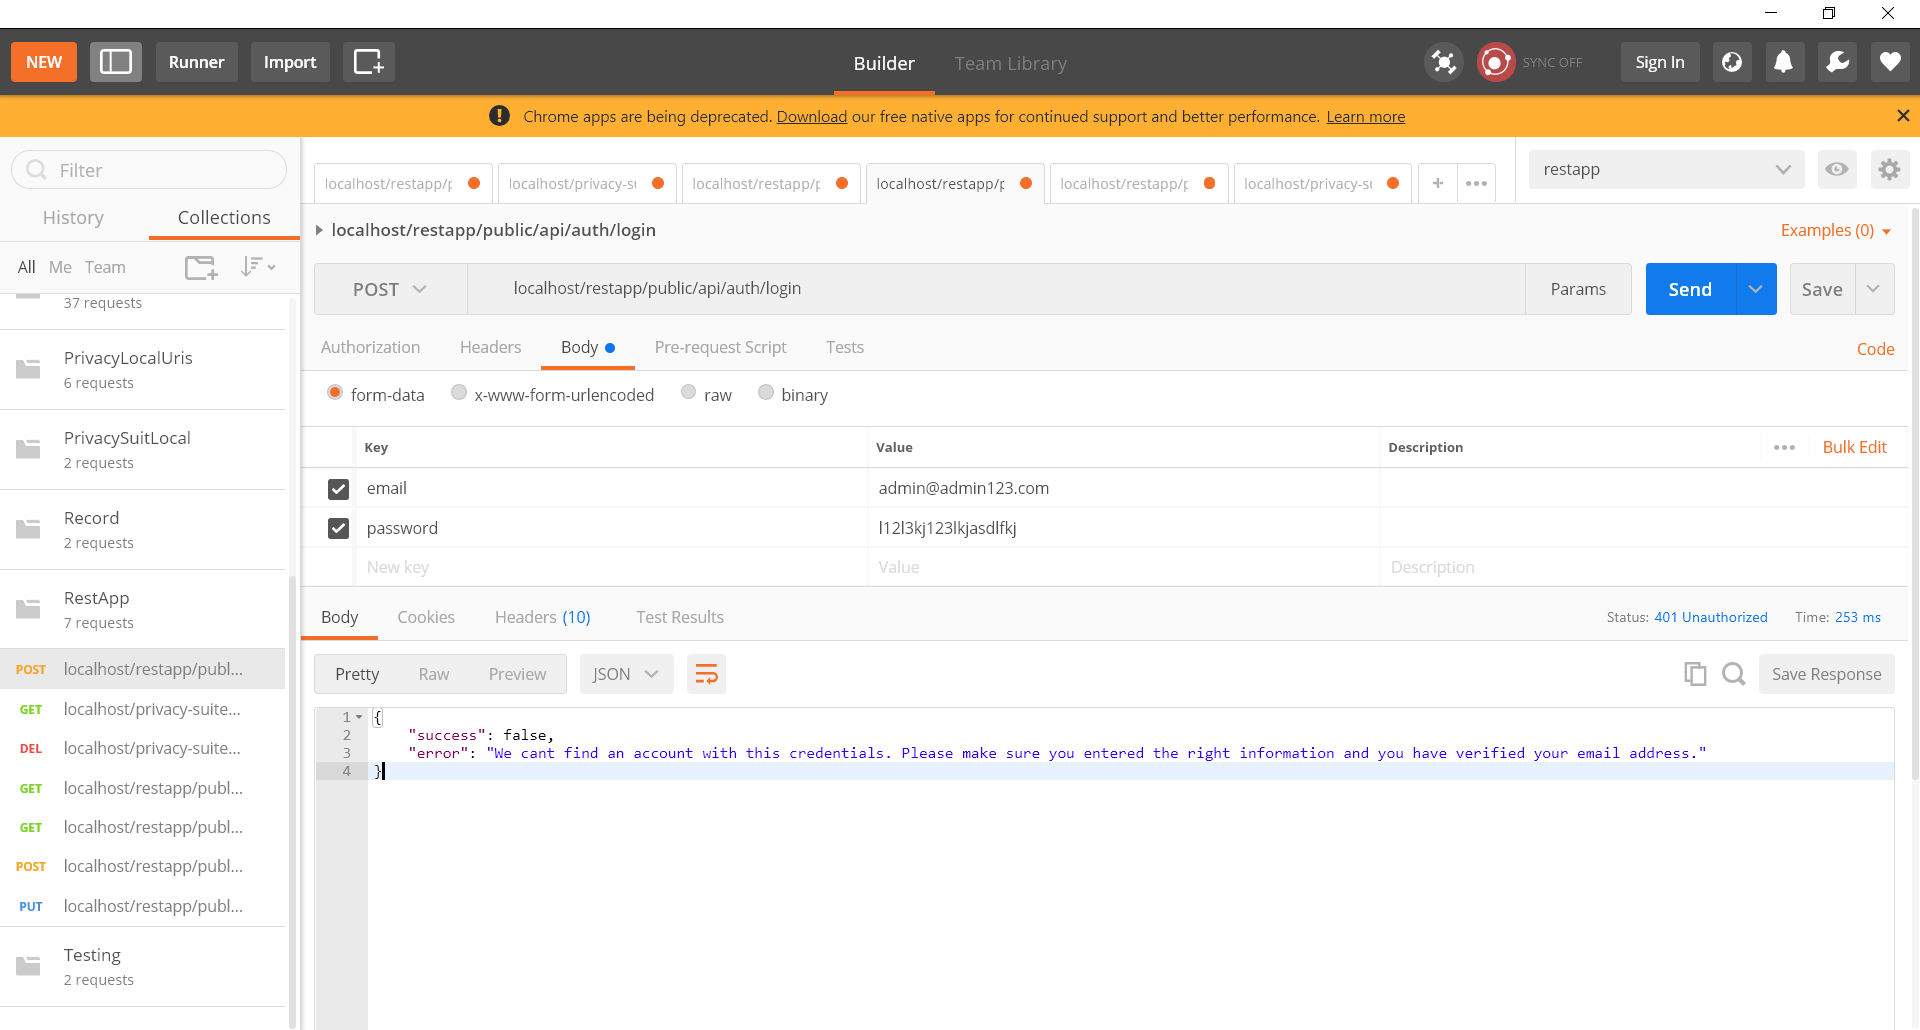 NEW
Runner
Import
Builder
Team Library
SYNC OFF
Sign In
Chrome apps are being deprecated. Download our free native apps for continued support and better performance. Learn more
Filter
History
Collections
All
Me
Team
37 requests
PrivacyLocalUris
6 requests
PrivacySuitLocal
2 requests
Record
2 requests
RestApp
7 requests
POST localhost/restapp/publ...
GET localhost/privacy-suite...
DEL localhost/privacy-suite...
GET localhost/restapp/publ...
GET localhost/restapp/publ...
POST localhost/restapp/publ...
PUT localhost/restapp/publ...
Testing
2 requests
localhost/restapp/p
localhost/privacy-su
localhost/restapp/p
localhost/restapp/p
localhost/restapp/p
localhost/privacy-su
+
restapp
localhost/restapp/public/api/auth/login
Examples (0)
POST
localhost/restapp/public/api/auth/login
Params
Send
Save
Authorization
Headers
Body
Pre-request Script
Tests
Code
form-data
x-www-form-urlencoded
raw
binary
Key Value Description
Bulk Edit
email admin@admin123.com
password l12l3kj123lkjasdlfkj
New key Value Description
Body
Cookies
Headers (10)
Test Results
Status: 401 Unauthorized
Time: 253 ms
Pretty
Raw
Preview
JSON
Save Response
1 {
2 "success": false,
3 "error": "We cant find an account with this credentials. Please make sure you entered the right information and you have verified your email address."
4 }